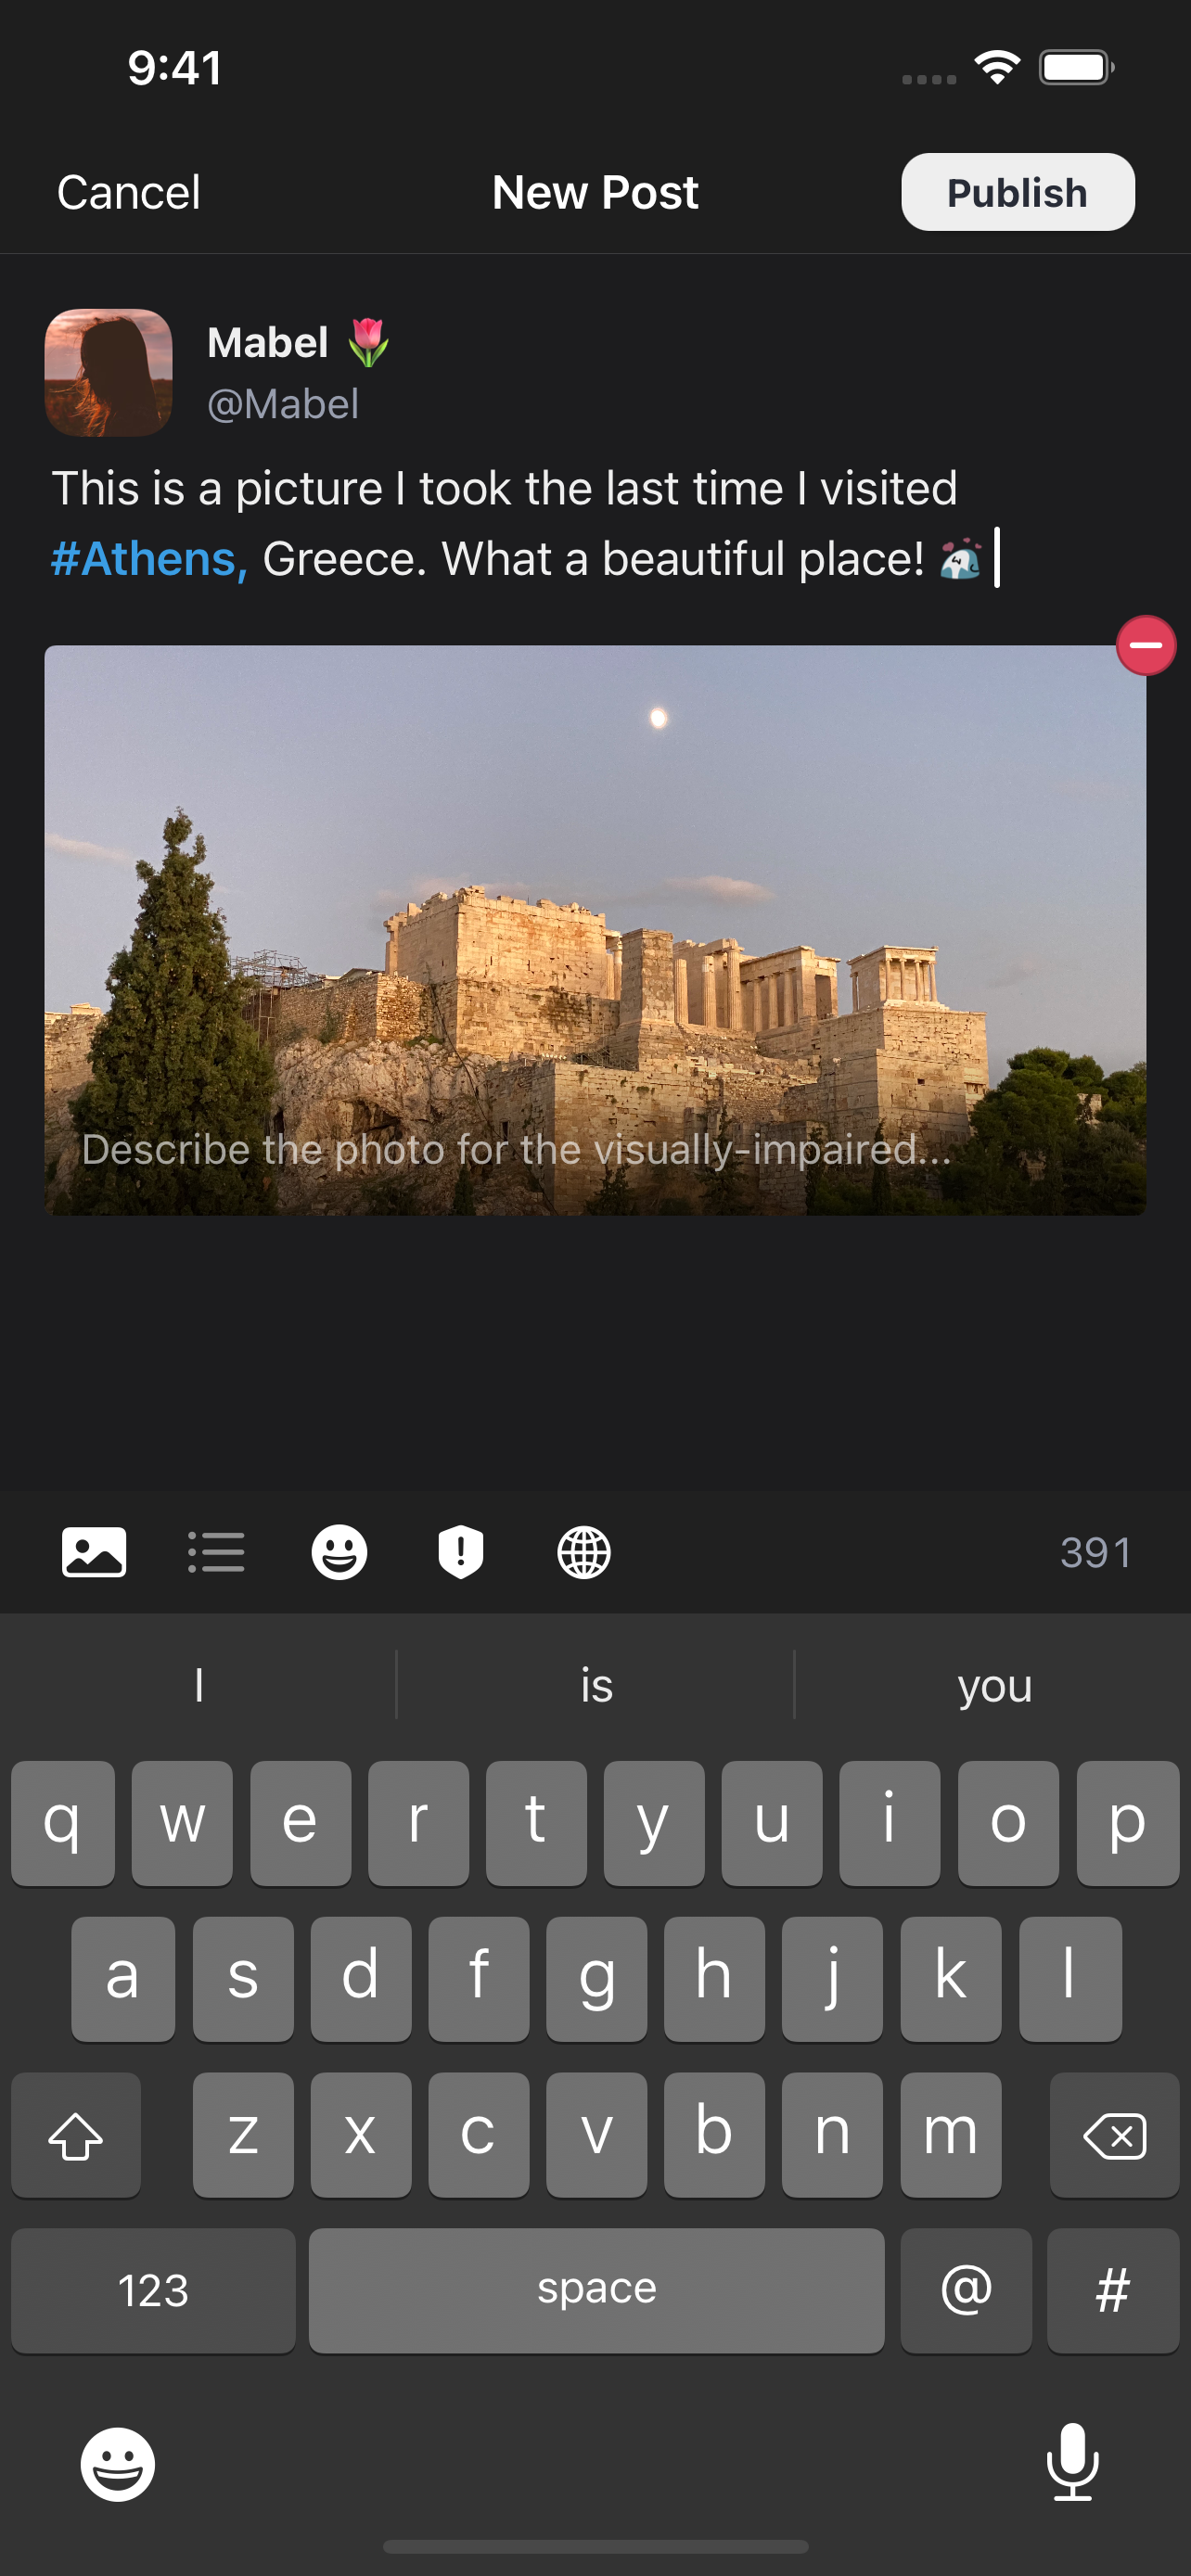 9:41
Cancel
New Post
Publish
Mabel 🌷
@Mabel
This is a picture I took the last time I visited
#Athens, Greece. What a beautiful place!
Describe the photo for the visually-impaired...
391
I
is
you
q w e r t y u i o p
a s d f g h j k l
z x c v b n m
123
space
@
#